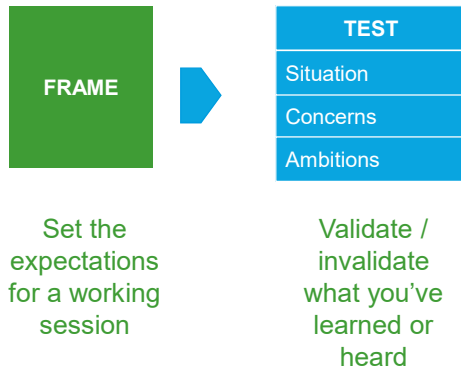 FRAME
TEST
Situation
Concerns
Ambitions
Set the
expectations
for a working
session
Validate /
invalidate
what you’ve
learned or
heard